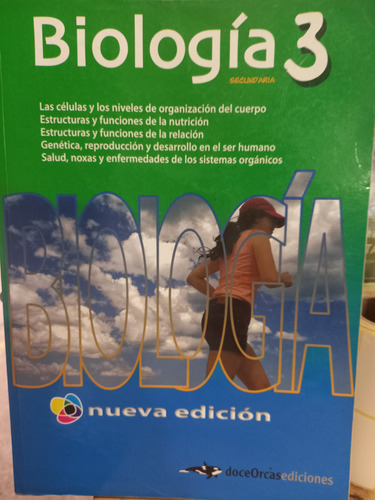 Biología 3
SECUNDARIA
Las células y los niveles de organización del cuerpo
Estructuras y funciones de la nutrición
Estructuras y funciones de la relación
Genética, reproducción y desarrollo en el ser humano
Salud, noxas y enfermedades de los sistemas orgánicos
BIOLOGÍA
nueva edición
doceOrcasediciones